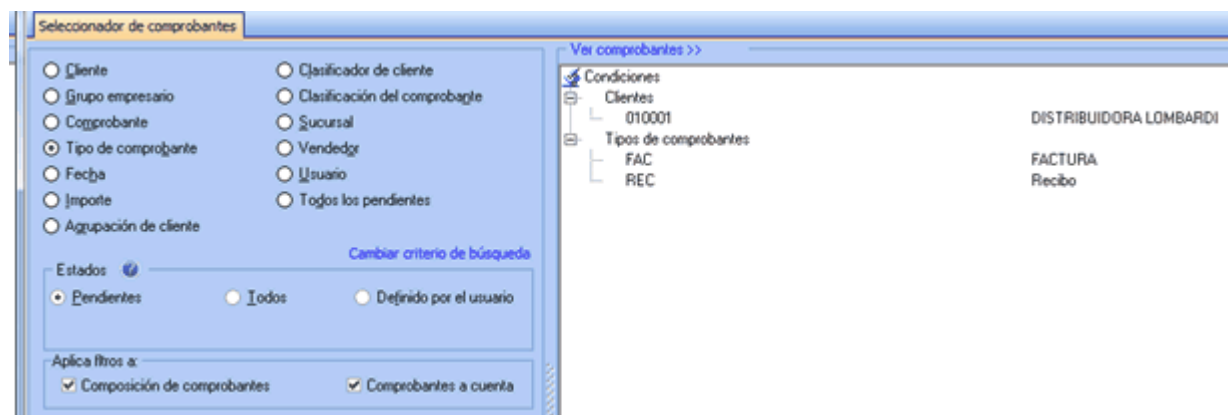 Seleccionador de comprobantes
Cliente
Clasificador de cliente
Grupo empresario
Clasificación del comprobante
Comprobante
Sucursal
Tipo de comprobante
Vendedor
Fecha
Usuario
Importe
Todos los pendientes
Agrupación de cliente
Cambiar criterio de búsqueda
Estados
Pendientes
Todos
Definido por el usuario
Aplica fltros a:
Composición de comprobantes
Comprobantes a cuenta
Ver comprobantes >>
Condiciones
Clientes
010001 DISTRIBUIDORA LOMBARDI
Tipos de comprobantes
FAC FACTURA
REC Recibo